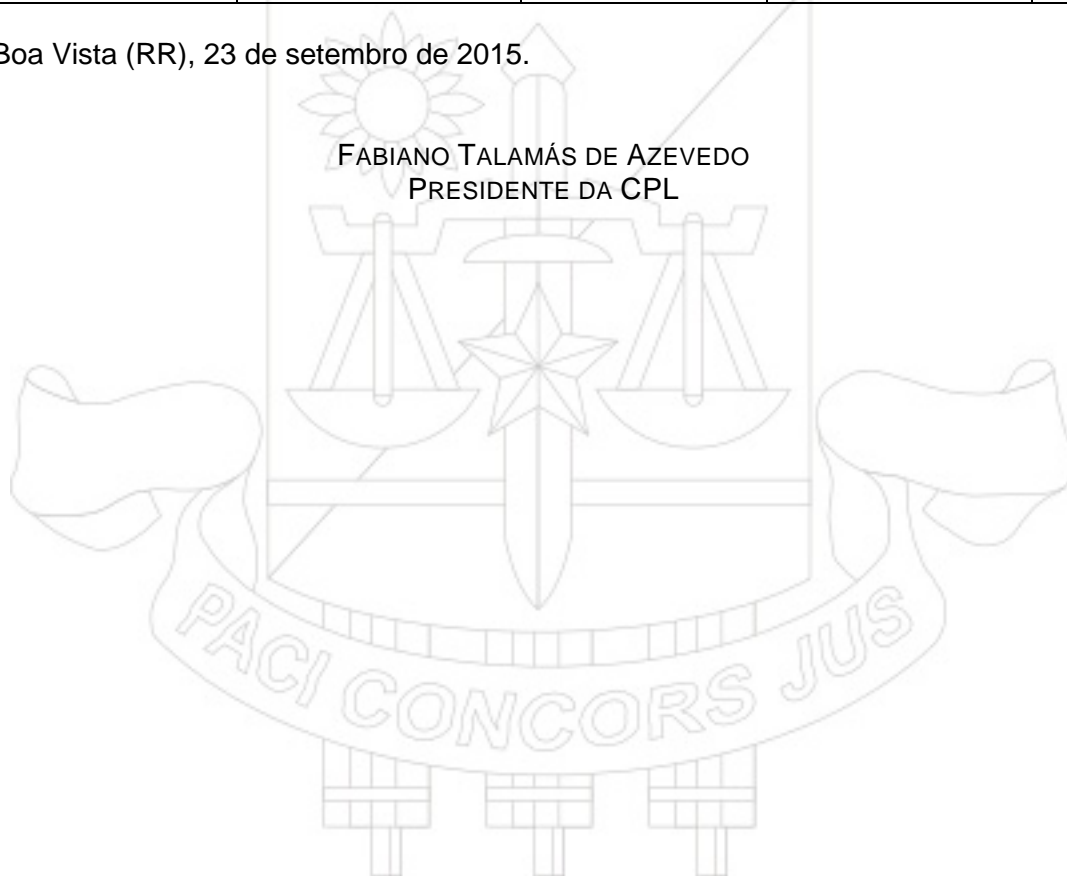 Boa Vista (RR), 23 de setembro de 2015.
FABIANO TALAMÁS DE AZEVEDO
PRESIDENTE DA CPL
PACI CONCORS JUS